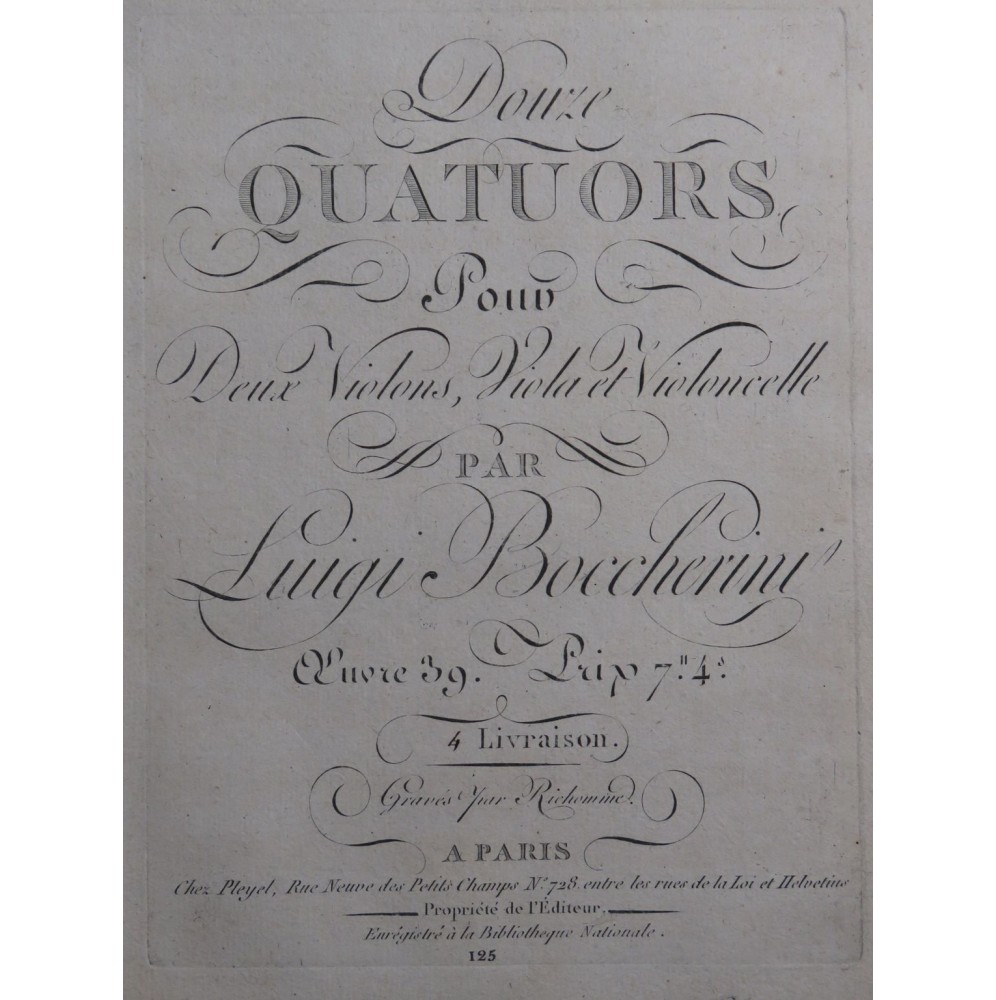 Douze
QUATUORS
Pour
Deux Violons, Viola et Violoncelle
PAR
Luigi Boccherini
Œuvre 39. Prix 7.# 4.s
4 Livraison.
Gravés par Richomme.
A PARIS
Chez Pleyel, Rue Neuve des Petits Champs N.º 728. entre les rues de la Loi et Helvetius
Propriété de l'Éditeur,
Enrégistré à la Bibliotheque Nationale.
125